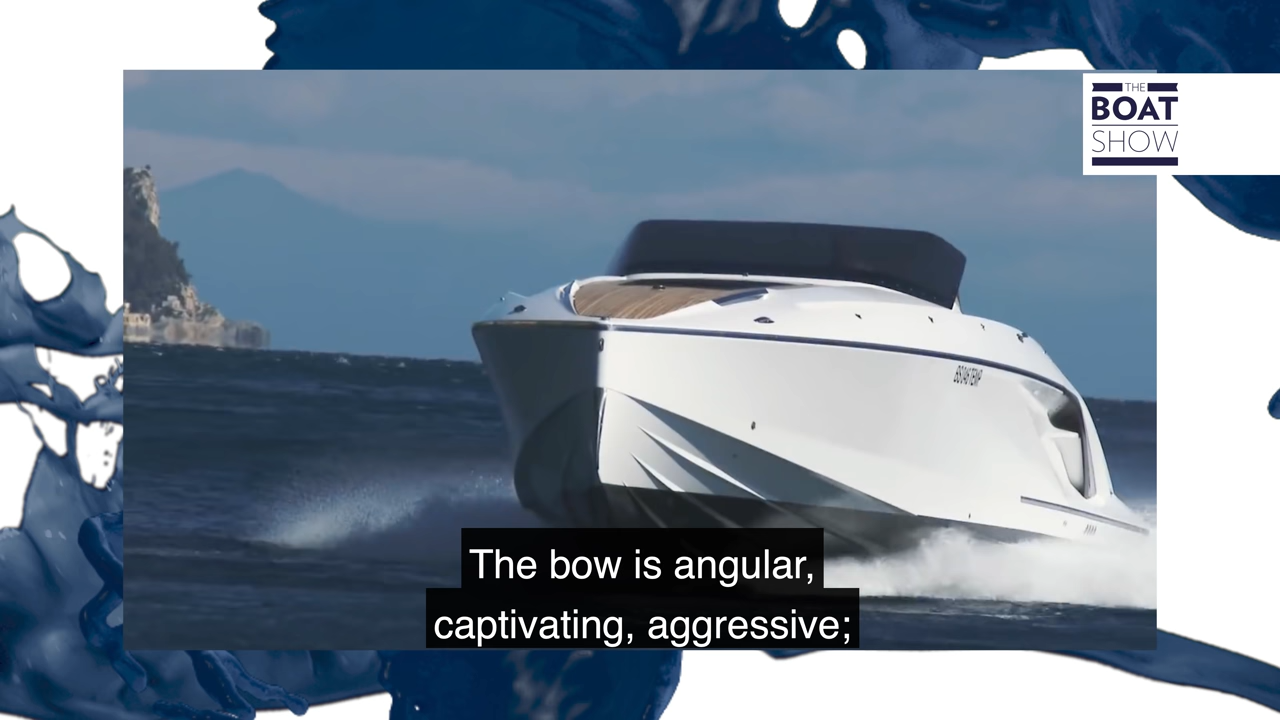 THE
BOAT
SHOW
The bow is angular,
captivating, aggressive;